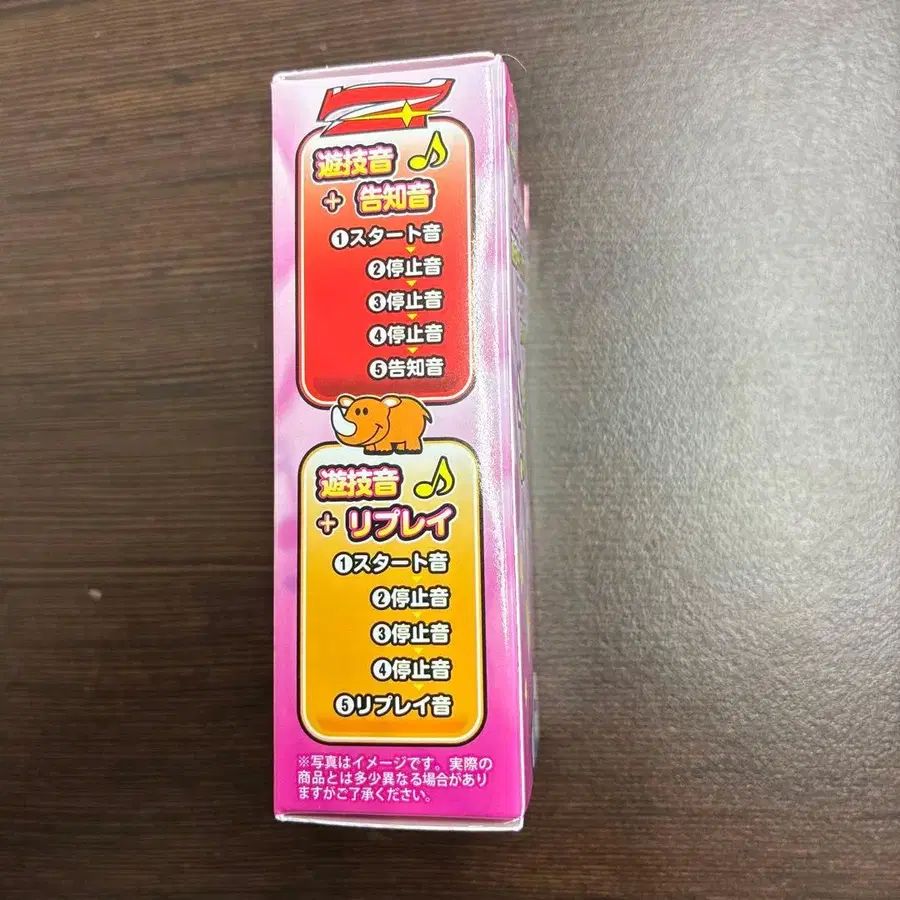 7
遊技音
+ 告知音
❶スタート音
❷停止音
❸停止音
❹停止音
❺告知音
遊技音
+ リプレイ
❶スタート音
❷停止音
❸停止音
❹停止音
❺リプレイ音
※写真はイメージです。実際の
商品とは多少異なる場合があり
ますがご了承ください。